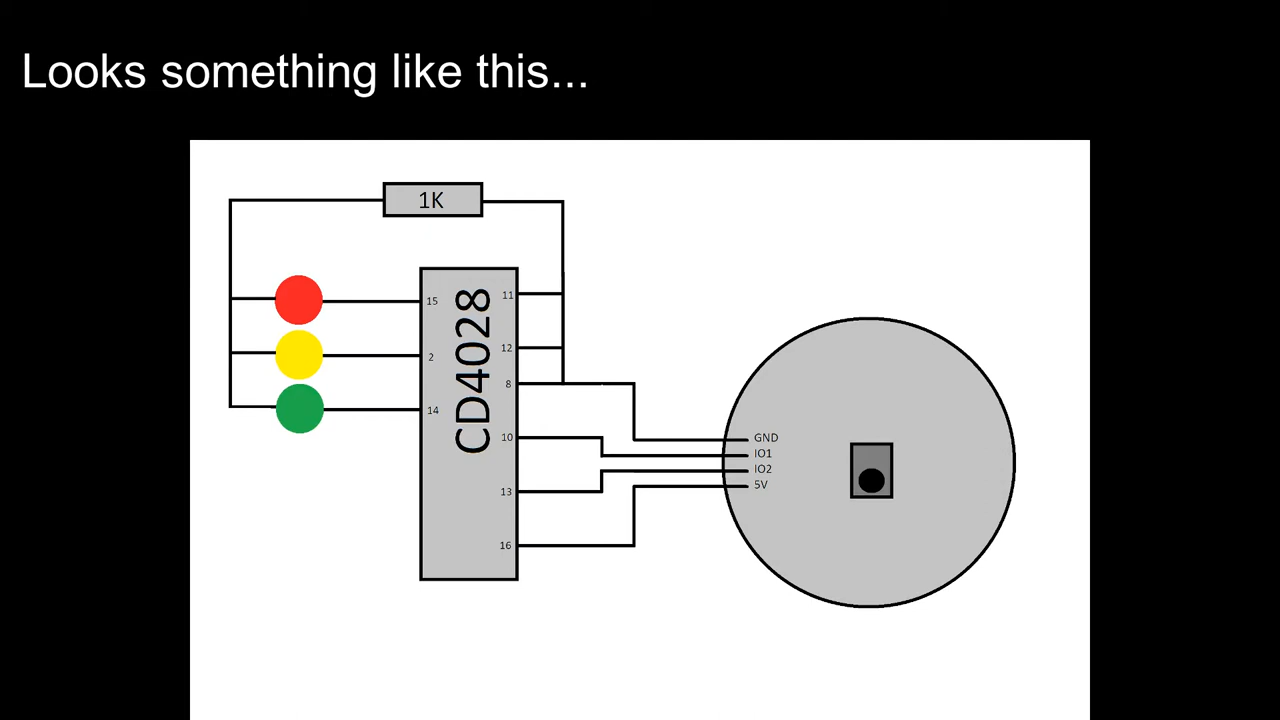 Looks something like this...
1K
CD4028
15
2
14
11
12
8
10
13
16
GND
IO1
IO2
5V